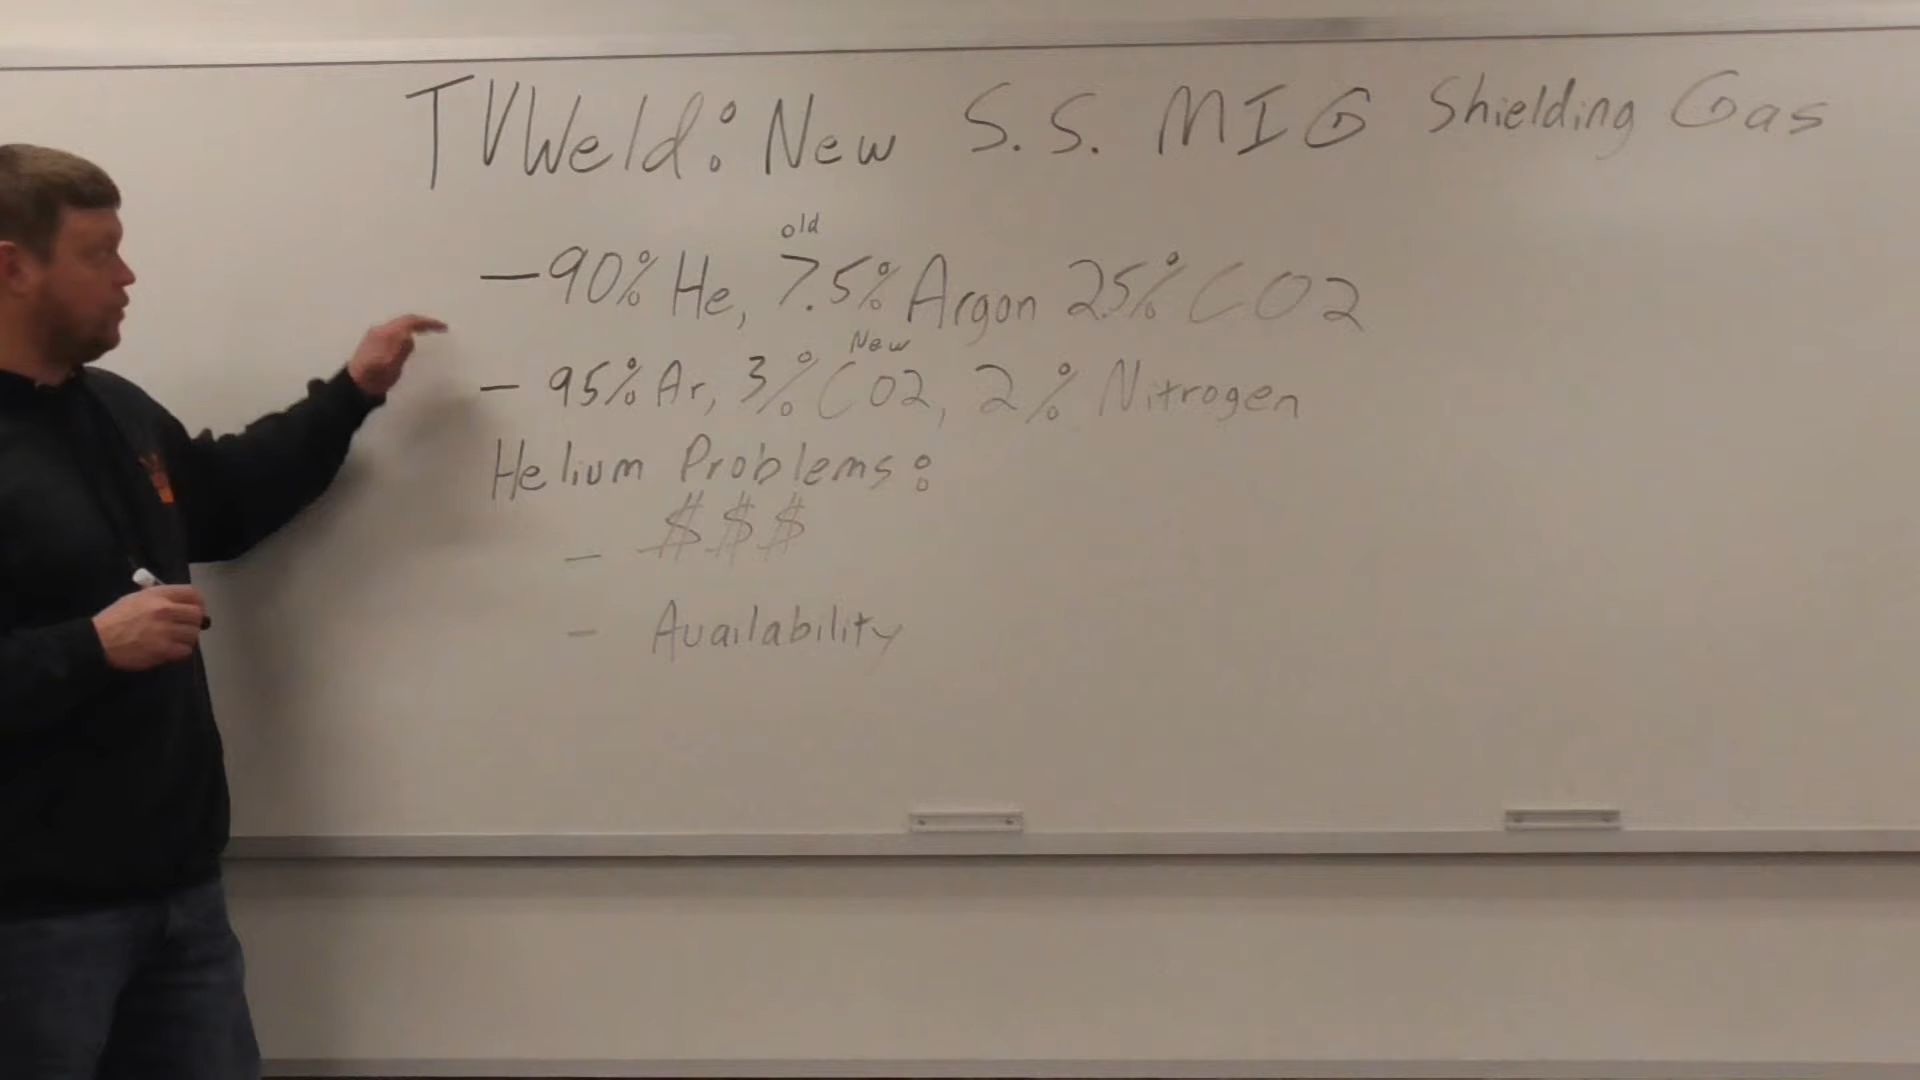 TVWeld: New S.S. MIG Shielding Gas
old
- 90% He, 7.5% Argon 2.5% CO2
New
- 95% Ar, 3% CO2, 2% Nitrogen
Helium Problems:
- $$$
- Availability